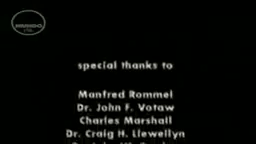 special thanks to
Manfred Rommel
Dr. John F. Votaw
Charles Marshall
Dr. Craig H. Llewellyn